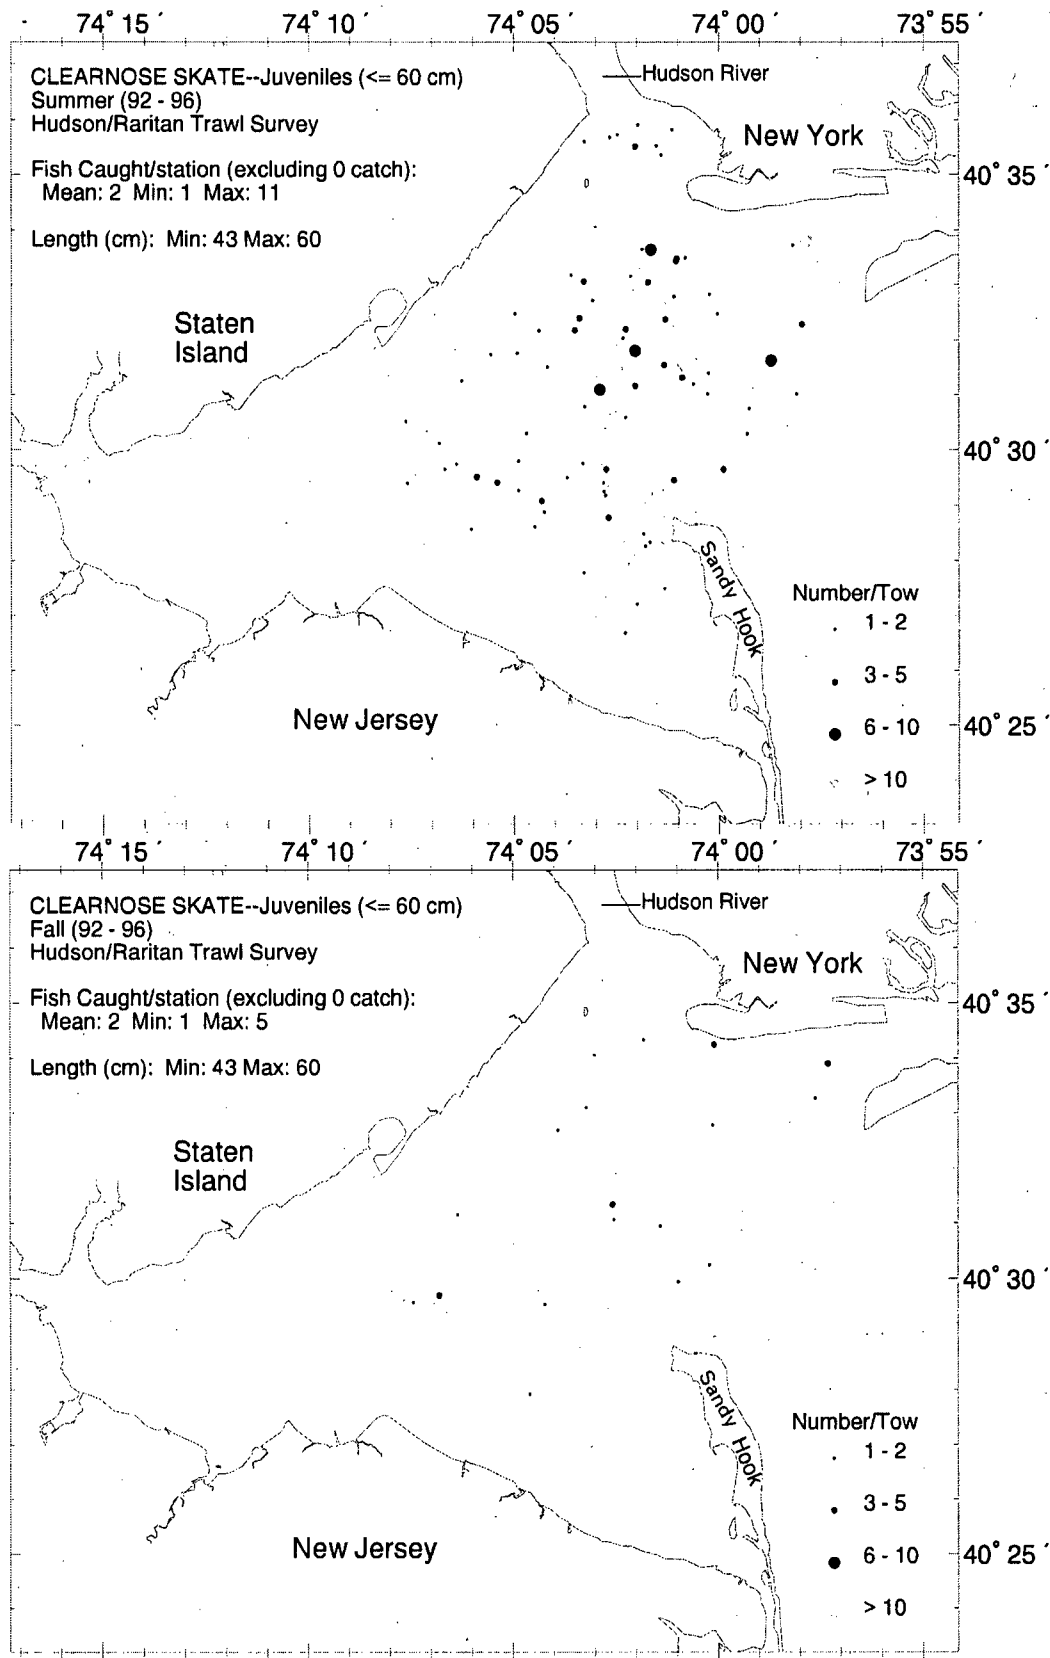 74° 15´ 74° 10´ 74° 05´ 74° 00´ 73° 55´
CLEARNOSE SKATE--Juveniles (<= 60 cm)
Summer (92 - 96)
Hudson/Raritan Trawl Survey
Fish Caught/station (excluding 0 catch):
Mean: 2 Min: 1 Max: 11
Length (cm): Min: 43 Max: 60
Hudson River
New York
40° 35´
Staten
Island
40° 30´
Sandy Hook
New Jersey
Number/Tow
1 - 2
3 - 5
6 - 10
> 10
40° 25´
74° 15´ 74° 10´ 74° 05´ 74° 00´ 73° 55´
CLEARNOSE SKATE--Juveniles (<= 60 cm)
Fall (92 - 96)
Hudson/Raritan Trawl Survey
Fish Caught/station (excluding 0 catch):
Mean: 2 Min: 1 Max: 5
Length (cm): Min: 43 Max: 60
Hudson River
New York
40° 35´
Staten
Island
40° 30´
Sandy Hook
New Jersey
Number/Tow
1 - 2
3 - 5
6 - 10
> 10
40° 25´